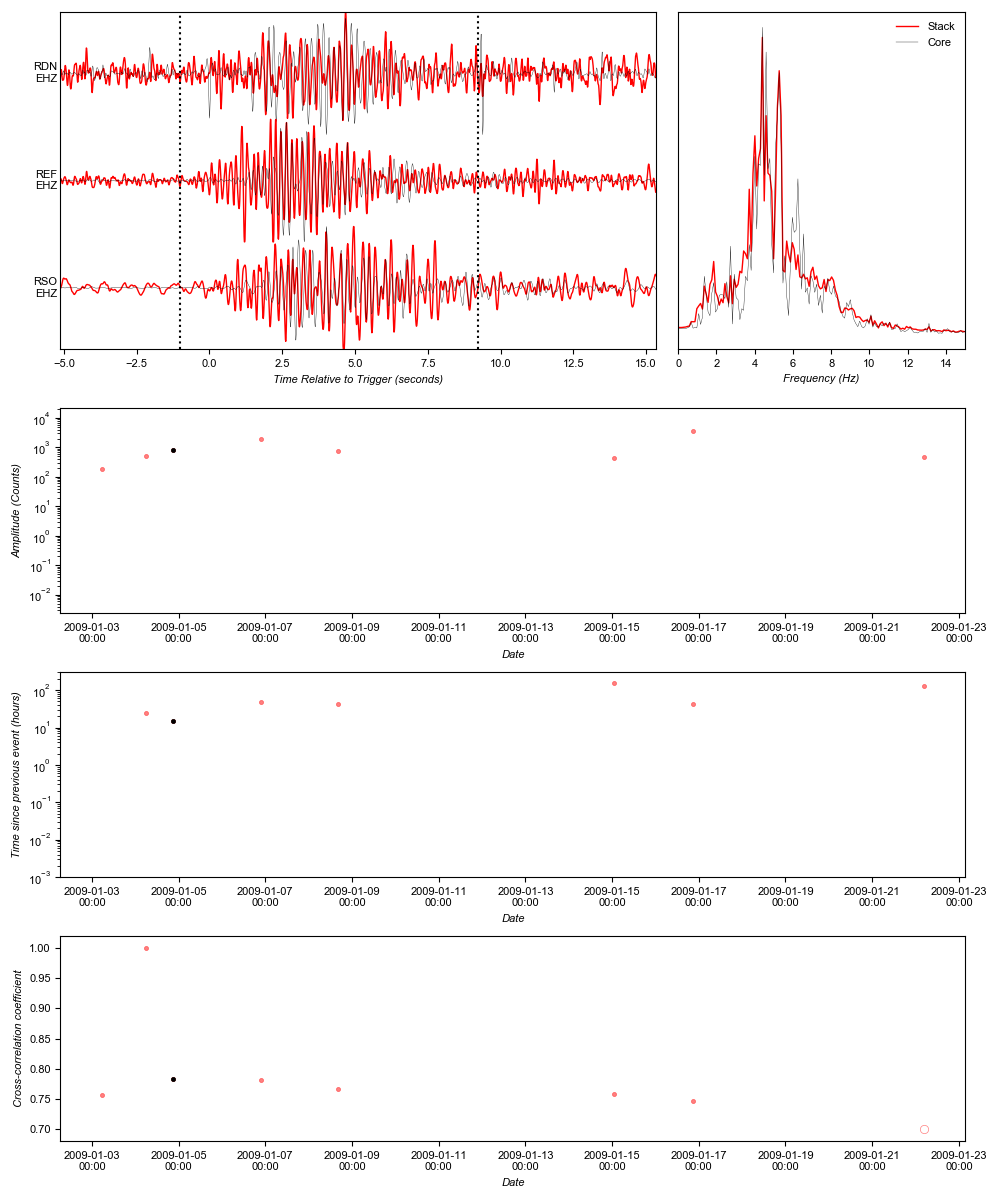 RDN
EHZ
REF
EHZ
RSO
EHZ
−5.0 −2.5 0.0 2.5 5.0 7.5 10.0 12.5 15.0
Time Relative to Trigger (seconds)
Stack
Core
0 2 4 6 8 10 12 14
Frequency (Hz)
10^4
10^3
10^2
10^1
10^0
10^−1
10^−2
Amplitude (Counts)
2009-01-03 2009-01-05 2009-01-07 2009-01-09 2009-01-11 2009-01-13 2009-01-15 2009-01-17 2009-01-19 2009-01-21 2009-01-23
00:00 00:00 00:00 00:00 00:00 00:00 00:00 00:00 00:00 00:00 00:00
Date
10^2
10^1
10^0
10^−1
10^−2
10^−3
Time since previous event (hours)
2009-01-03 2009-01-05 2009-01-07 2009-01-09 2009-01-11 2009-01-13 2009-01-15 2009-01-17 2009-01-19 2009-01-21 2009-01-23
00:00 00:00 00:00 00:00 00:00 00:00 00:00 00:00 00:00 00:00 00:00
Date
1.00
0.95
0.90
0.85
0.80
0.75
0.70
Cross-correlation coefficient
2009-01-03 2009-01-05 2009-01-07 2009-01-09 2009-01-11 2009-01-13 2009-01-15 2009-01-17 2009-01-19 2009-01-21 2009-01-23
00:00 00:00 00:00 00:00 00:00 00:00 00:00 00:00 00:00 00:00 00:00
Date